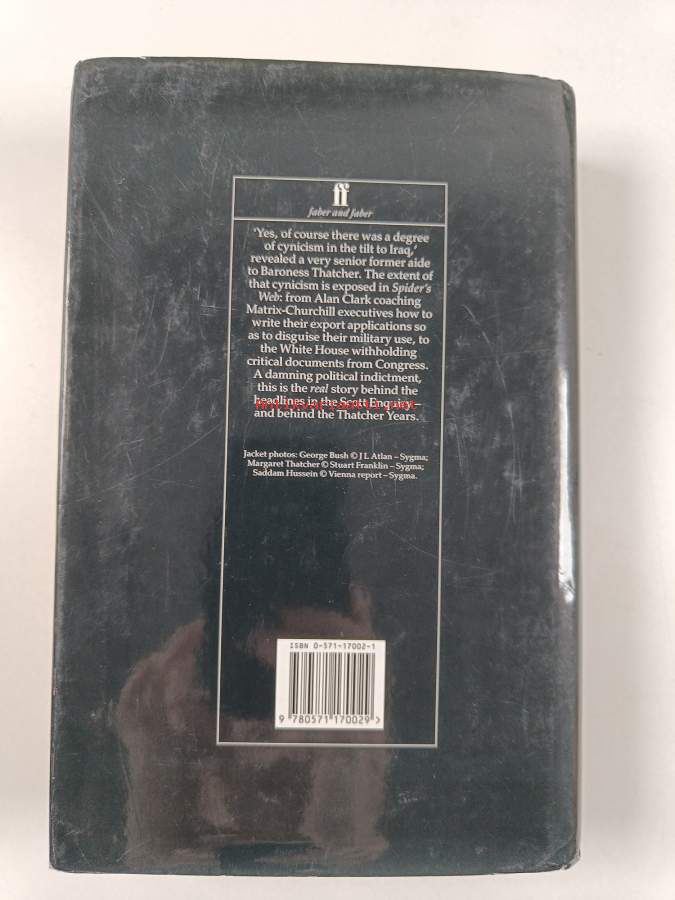 ff
faber and faber
'Yes, of course there was a degree
of cynicism in the tilt to Iraq,'
revealed a very senior former aide
to Baroness Thatcher. The extent of
that cynicism is exposed in Spider's
Web: from Alan Clark coaching
Matrix-Churchill executives how to
write their export applications so
as to disguise their military use, to
the White House withholding
critical documents from Congress.
A damning political indictment,
this is the real story behind the
headlines in the Scott Enquiry –
and behind the Thatcher Years.
Jacket photos: George Bush © J L Atlan – Sygma;
Margaret Thatcher © Stuart Franklin – Sygma;
Saddam Hussein © Vienna report – Sygma.
ISBN 0-571-17002-1
9 780571 170029 >